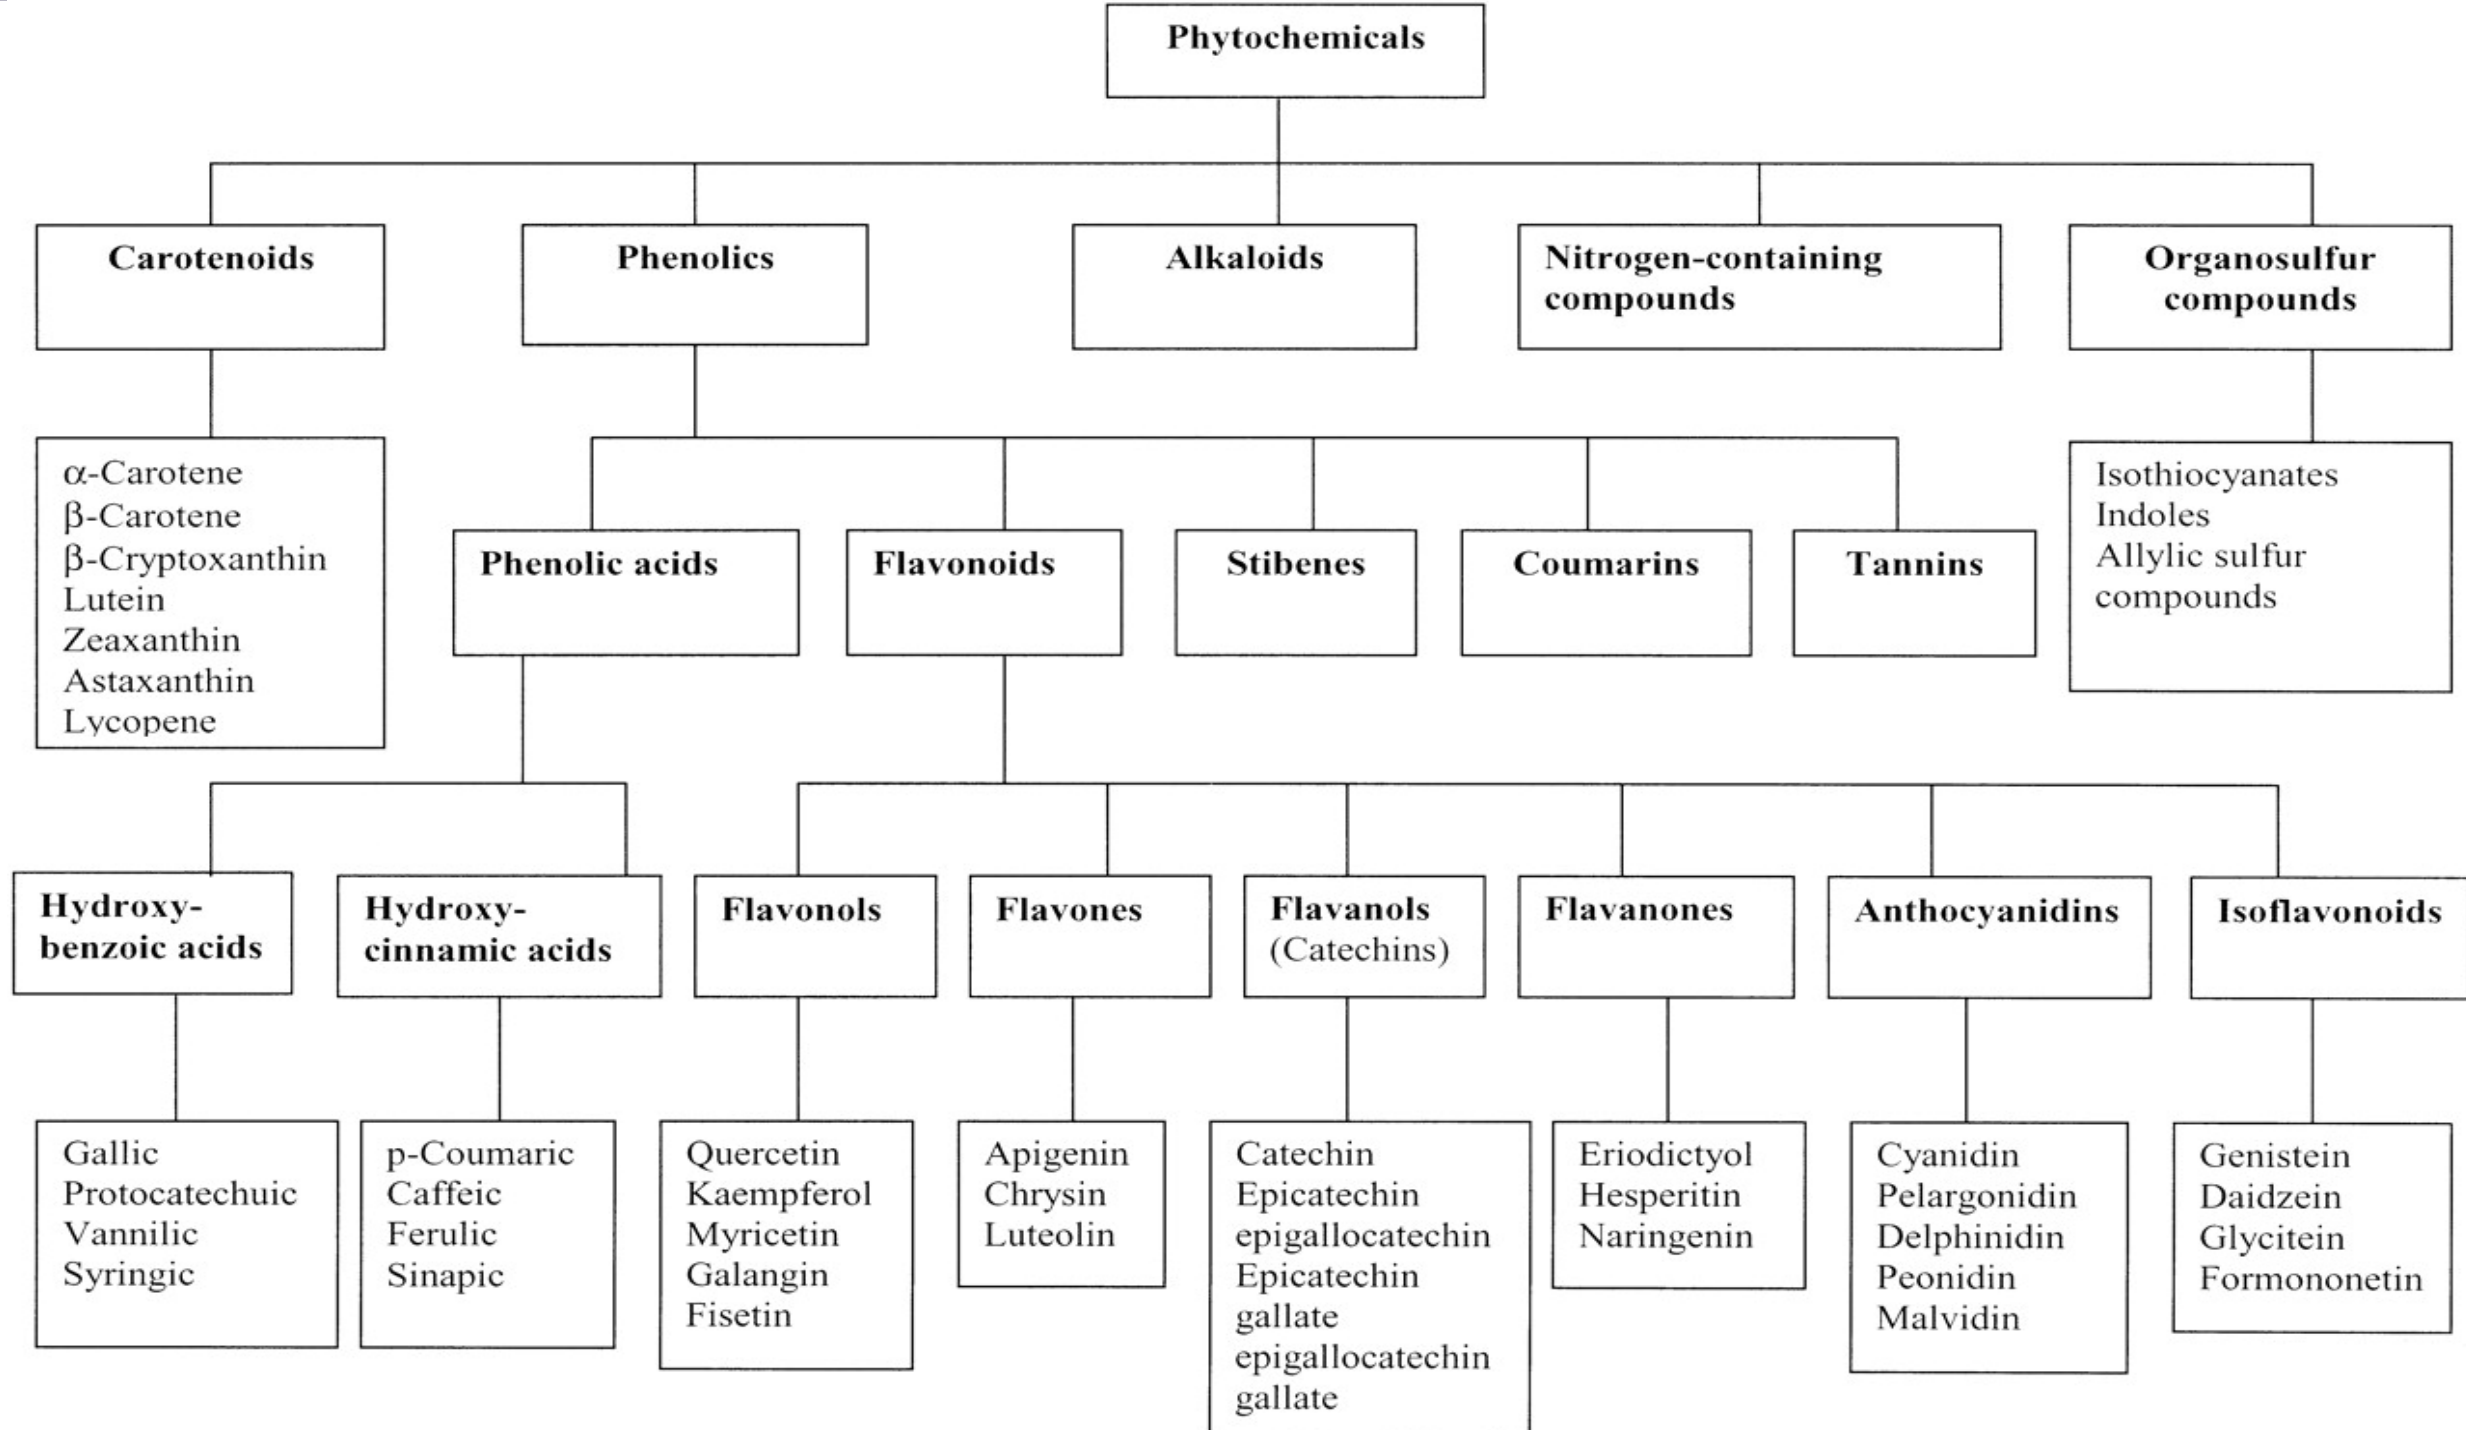 Phytochemicals
Carotenoids
Phenolics
Alkaloids
Nitrogen-containing
compounds
Organosulfur
compounds
α-Carotene
β-Carotene
β-Cryptoxanthin
Lutein
Zeaxanthin
Astaxanthin
Lycopene
Isothiocyanates
Indoles
Allylic sulfur
compounds
Phenolic acids
Flavonoids
Stibenes
Coumarins
Tannins
Hydroxy-
benzoic acids
Hydroxy-
cinnamic acids
Flavonols
Flavones
Flavanols
(Catechins)
Flavanones
Anthocyanidins
Isoflavonoids
Gallic
Protocatechuic
Vannilic
Syringic
p-Coumaric
Caffeic
Ferulic
Sinapic
Quercetin
Kaempferol
Myricetin
Galangin
Fisetin
Apigenin
Chrysin
Luteolin
Catechin
Epicatechin
epigallocatechin
Epicatechin
gallate
epigallocatechin
gallate
Eriodictyol
Hesperitin
Naringenin
Cyanidin
Pelargonidin
Delphinidin
Peonidin
Malvidin
Genistein
Daidzein
Glycitein
Formononetin